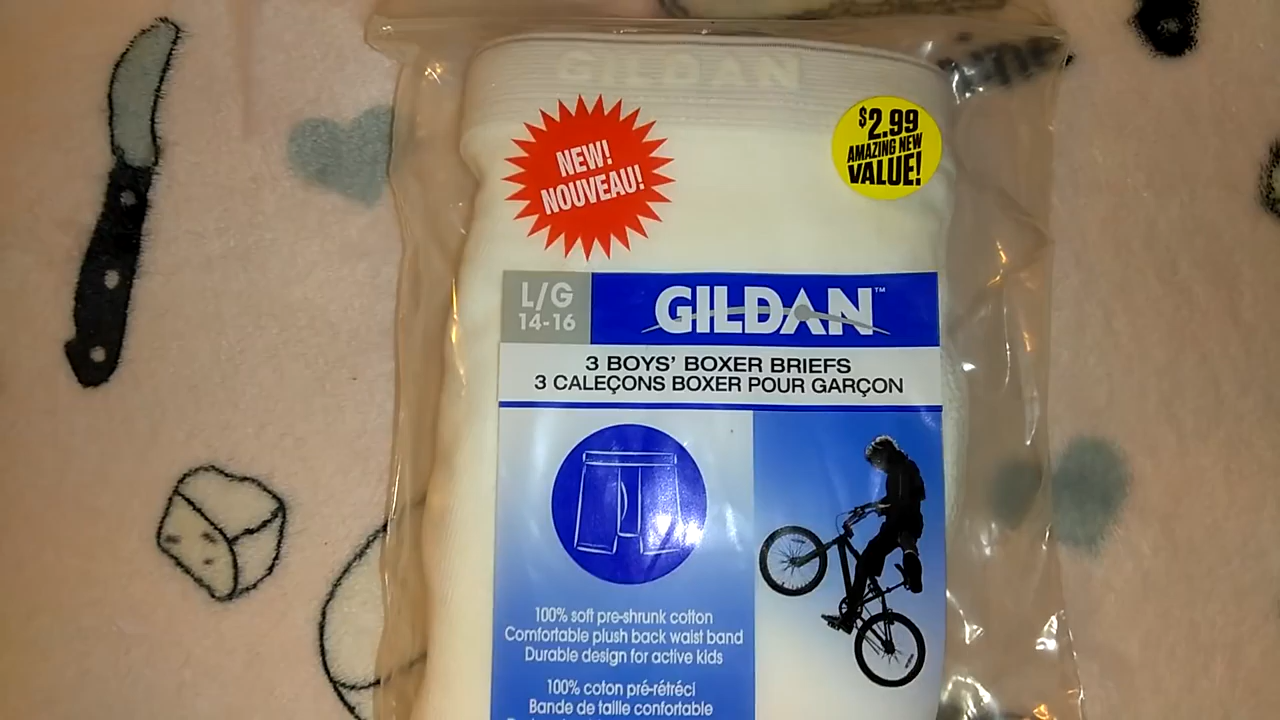 GILDAN
NEW!
NOUVEAU!
$2.99
AMAZING NEW
VALUE!
L/G
14-16
GILDAN™
3 BOYS' BOXER BRIEFS
3 CALEÇONS BOXER POUR GARÇON
100% soft pre-shrunk cotton
Comfortable plush back waist band
Durable design for active kids
100% coton pré-rétréci
Bande de taille confortable